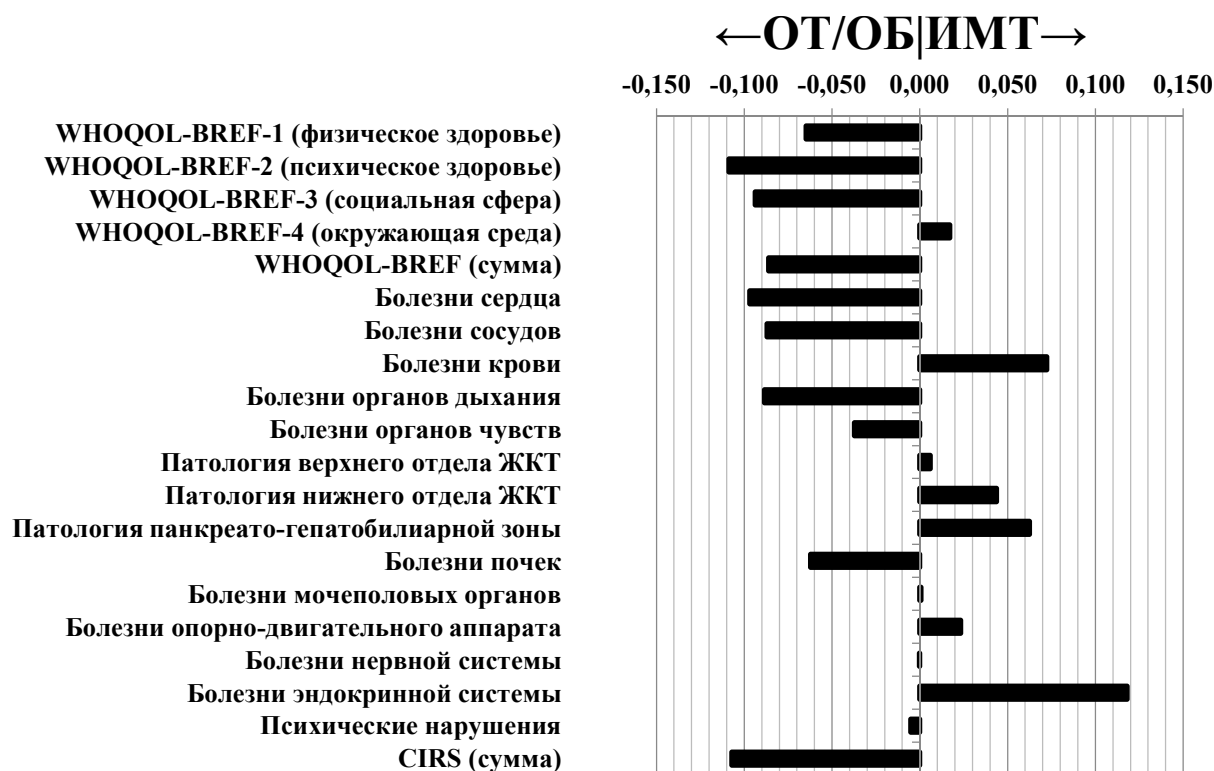 ←ОТ/ОБ|ИМТ→
-0,150 -0,100 -0,050 0,000 0,050 0,100 0,150
WHOQOL-BREF-1 (физическое здоровье)
WHOQOL-BREF-2 (психическое здоровье)
WHOQOL-BREF-3 (социальная сфера)
WHOQOL-BREF-4 (окружающая среда)
WHOQOL-BREF (сумма)
Болезни сердца
Болезни сосудов
Болезни крови
Болезни органов дыхания
Болезни органов чувств
Патология верхнего отдела ЖКТ
Патология нижнего отдела ЖКТ
Патология панкреато-гепатобилиарной зоны
Болезни почек
Болезни мочеполовых органов
Болезни опорно-двигательного аппарата
Болезни нервной системы
Болезни эндокринной системы
Психические нарушения
CIRS (сумма)